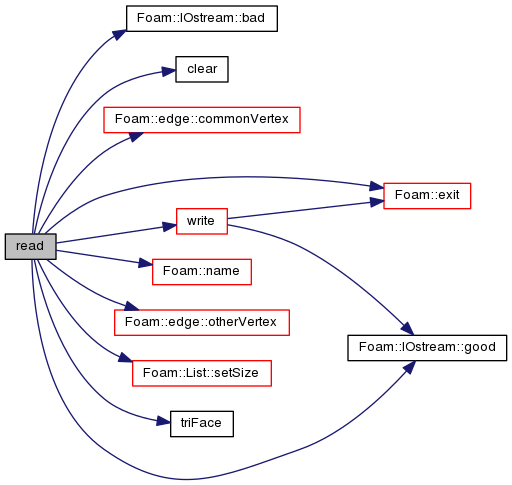 Foam::IOstream::bad
clear
Foam::edge::commonVertex
Foam::exit
write
read
Foam::name
Foam::edge::otherVertex
Foam::IOstream::good
Foam::List::setSize
triFace